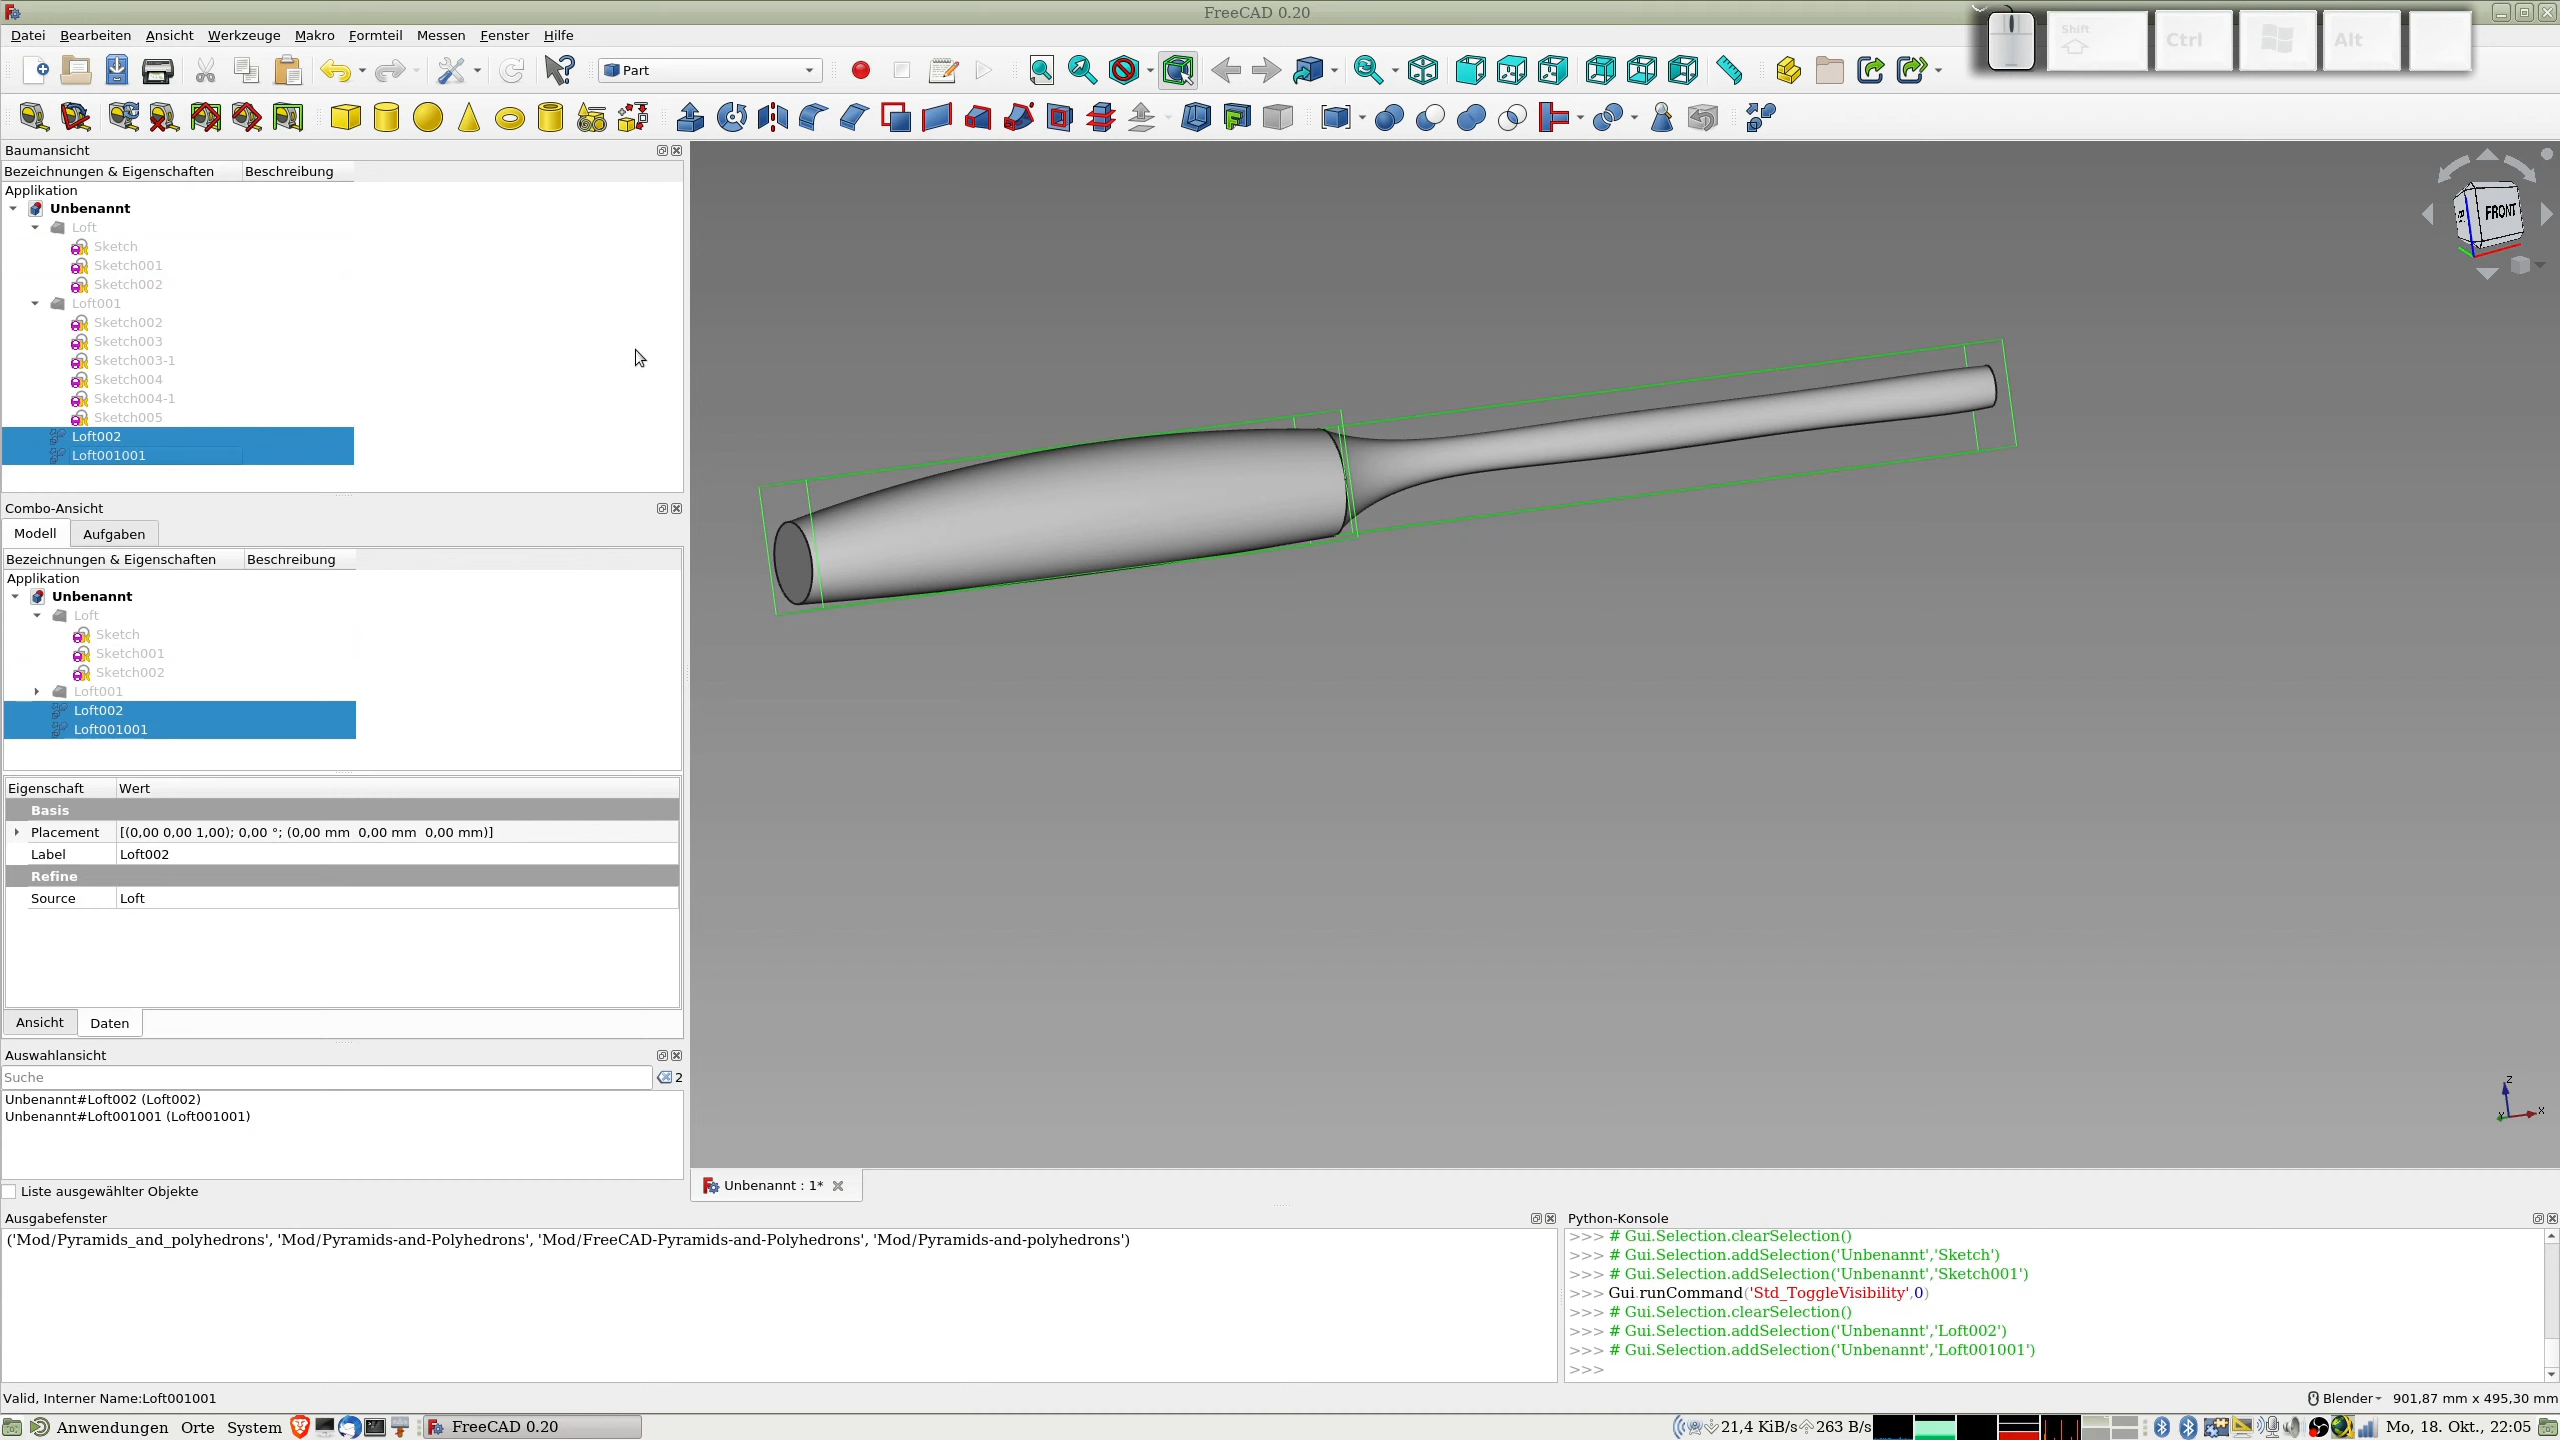 FreeCAD 0.20
Datei Bearbeiten Ansicht Werkzeuge Makro Formteil Messen Fenster Hilfe
Shift Ctrl Alt
Part
Baumansicht
Bezeichnungen & Eigenschaften Beschreibung
Applikation
Unbenannt
Loft
Sketch
Sketch001
Sketch002
Loft001
Sketch002
Sketch003
Sketch003-1
Sketch004
Sketch004-1
Sketch005
Loft002
Loft001001
FRONT
Combo-Ansicht
Modell Aufgaben
Bezeichnungen & Eigenschaften Beschreibung
Applikation
Unbenannt
Loft
Sketch
Sketch001
Sketch002
Loft001
Loft002
Loft001001
Eigenschaft Wert
Basis
Placement [(0,00 0,00 1,00); 0,00 °; (0,00 mm 0,00 mm 0,00 mm)]
Label Loft002
Refine
Source Loft
Ansicht Daten
Auswahlansicht
Suche 2
Unbenannt#Loft002 (Loft002)
Unbenannt#Loft001001 (Loft001001)
Liste ausgewählter Objekte
Z
X
Y
Unbenannt : 1*
Ausgabefenster
('Mod/Pyramids_and_polyhedrons', 'Mod/Pyramids-and-Polyhedrons', 'Mod/FreeCAD-Pyramids-and-Polyhedrons', 'Mod/Pyramids-and-polyhedrons')
Python-Konsole
>>> # Gui.Selection.clearSelection()
>>> # Gui.Selection.addSelection('Unbenannt','Sketch')
>>> # Gui.Selection.addSelection('Unbenannt','Sketch001')
>>> Gui.runCommand('Std_ToggleVisibility',0)
>>> # Gui.Selection.clearSelection()
>>> # Gui.Selection.addSelection('Unbenannt','Loft002')
>>> # Gui.Selection.addSelection('Unbenannt','Loft001001')
>>>
Valid, Interner Name:Loft001001
Blender 901,87 mm x 495,30 mm
Anwendungen Orte System FreeCAD 0.20 21,4 KiB/s 263 B/s Mo, 18. Okt., 22:05